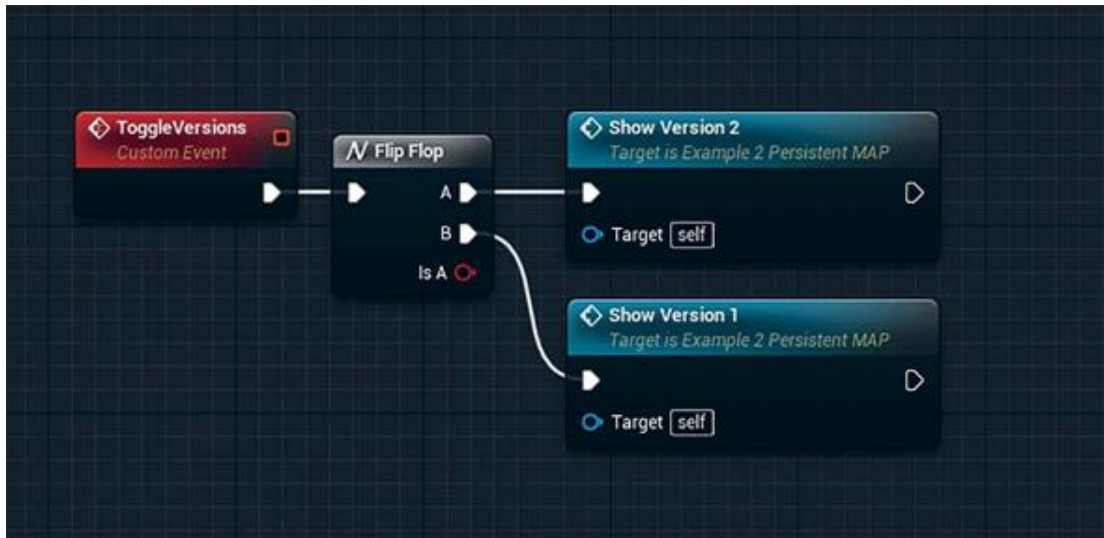 ToggleVersions
Custom Event
Flip Flop
A
B
Is A
Show Version 2
Target is Example 2 Persistent MAP
Target self
Show Version 1
Target is Example 2 Persistent MAP
Target self